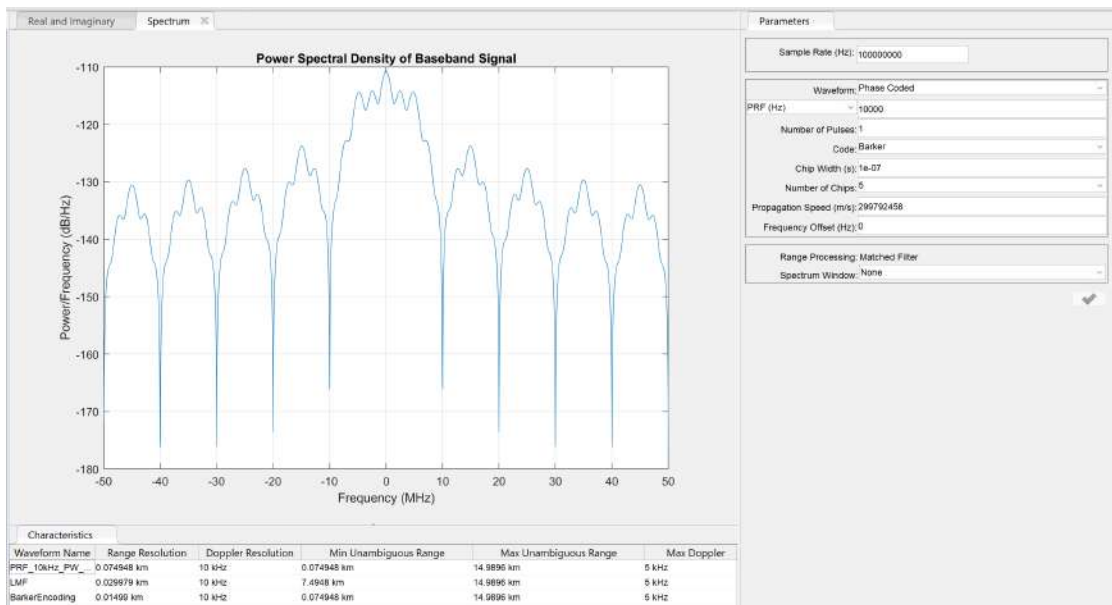 Real and Imaginary Spectrum
Power Spectral Density of Baseband Signal
-110
-120
-130
-140
-150
-160
-170
-180
Power/Frequency (dB/Hz)
-50 -40 -30 -20 -10 0 10 20 30 40 50
Frequency (MHz)
Characteristics
Waveform Name Range Resolution Doppler Resolution Min Unambiguous Range Max Unambiguous Range Max Doppler
PRF_10kHz_PW_... 0.074948 km 10 kHz 0.074948 km 14.9896 km 5 kHz
LMF 0.029979 km 10 kHz 7.4948 km 14.9896 km 5 kHz
BarkerEncoding 0.01499 km 10 kHz 0.074948 km 14.9896 km 5 kHz
Parameters
Sample Rate (Hz): 100000000
Waveform: Phase Coded
PRF (Hz) 10000
Number of Pulses: 1
Code: Barker
Chip Width (s): 1e-07
Number of Chips: 5
Propagation Speed (m/s): 299792458
Frequency Offset (Hz): 0
Range Processing: Matched Filter
Spectrum Window: None